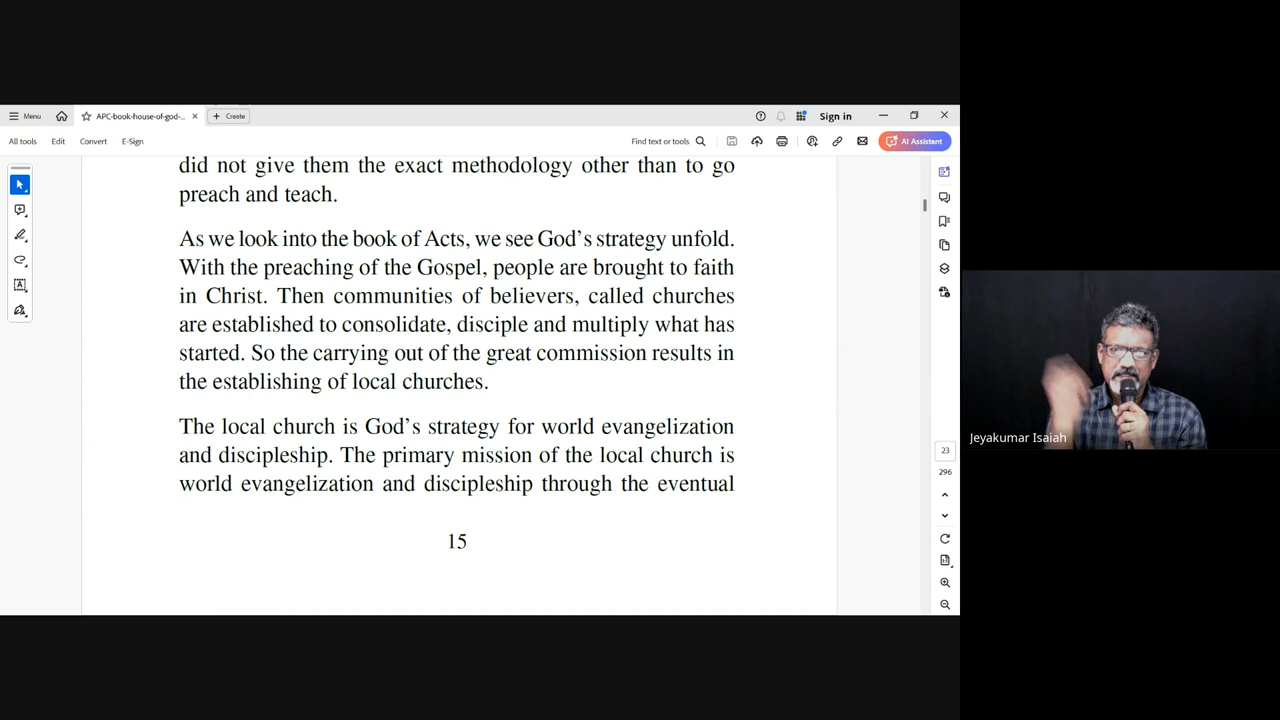 Menu
APC-book-house-of-god-...
Create
Sign in
All tools
Edit
Convert
E-Sign
Find text or tools
AI Assistant
did not give them the exact methodology other than to go
preach and teach.
As we look into the book of Acts, we see God's strategy unfold.
With the preaching of the Gospel, people are brought to faith
in Christ. Then communities of believers, called churches
are established to consolidate, disciple and multiply what has
started. So the carrying out of the great commission results in
the establishing of local churches.
The local church is God's strategy for world evangelization
and discipleship. The primary mission of the local church is
world evangelization and discipleship through the eventual
15
23
296
Jeyakumar Isaiah